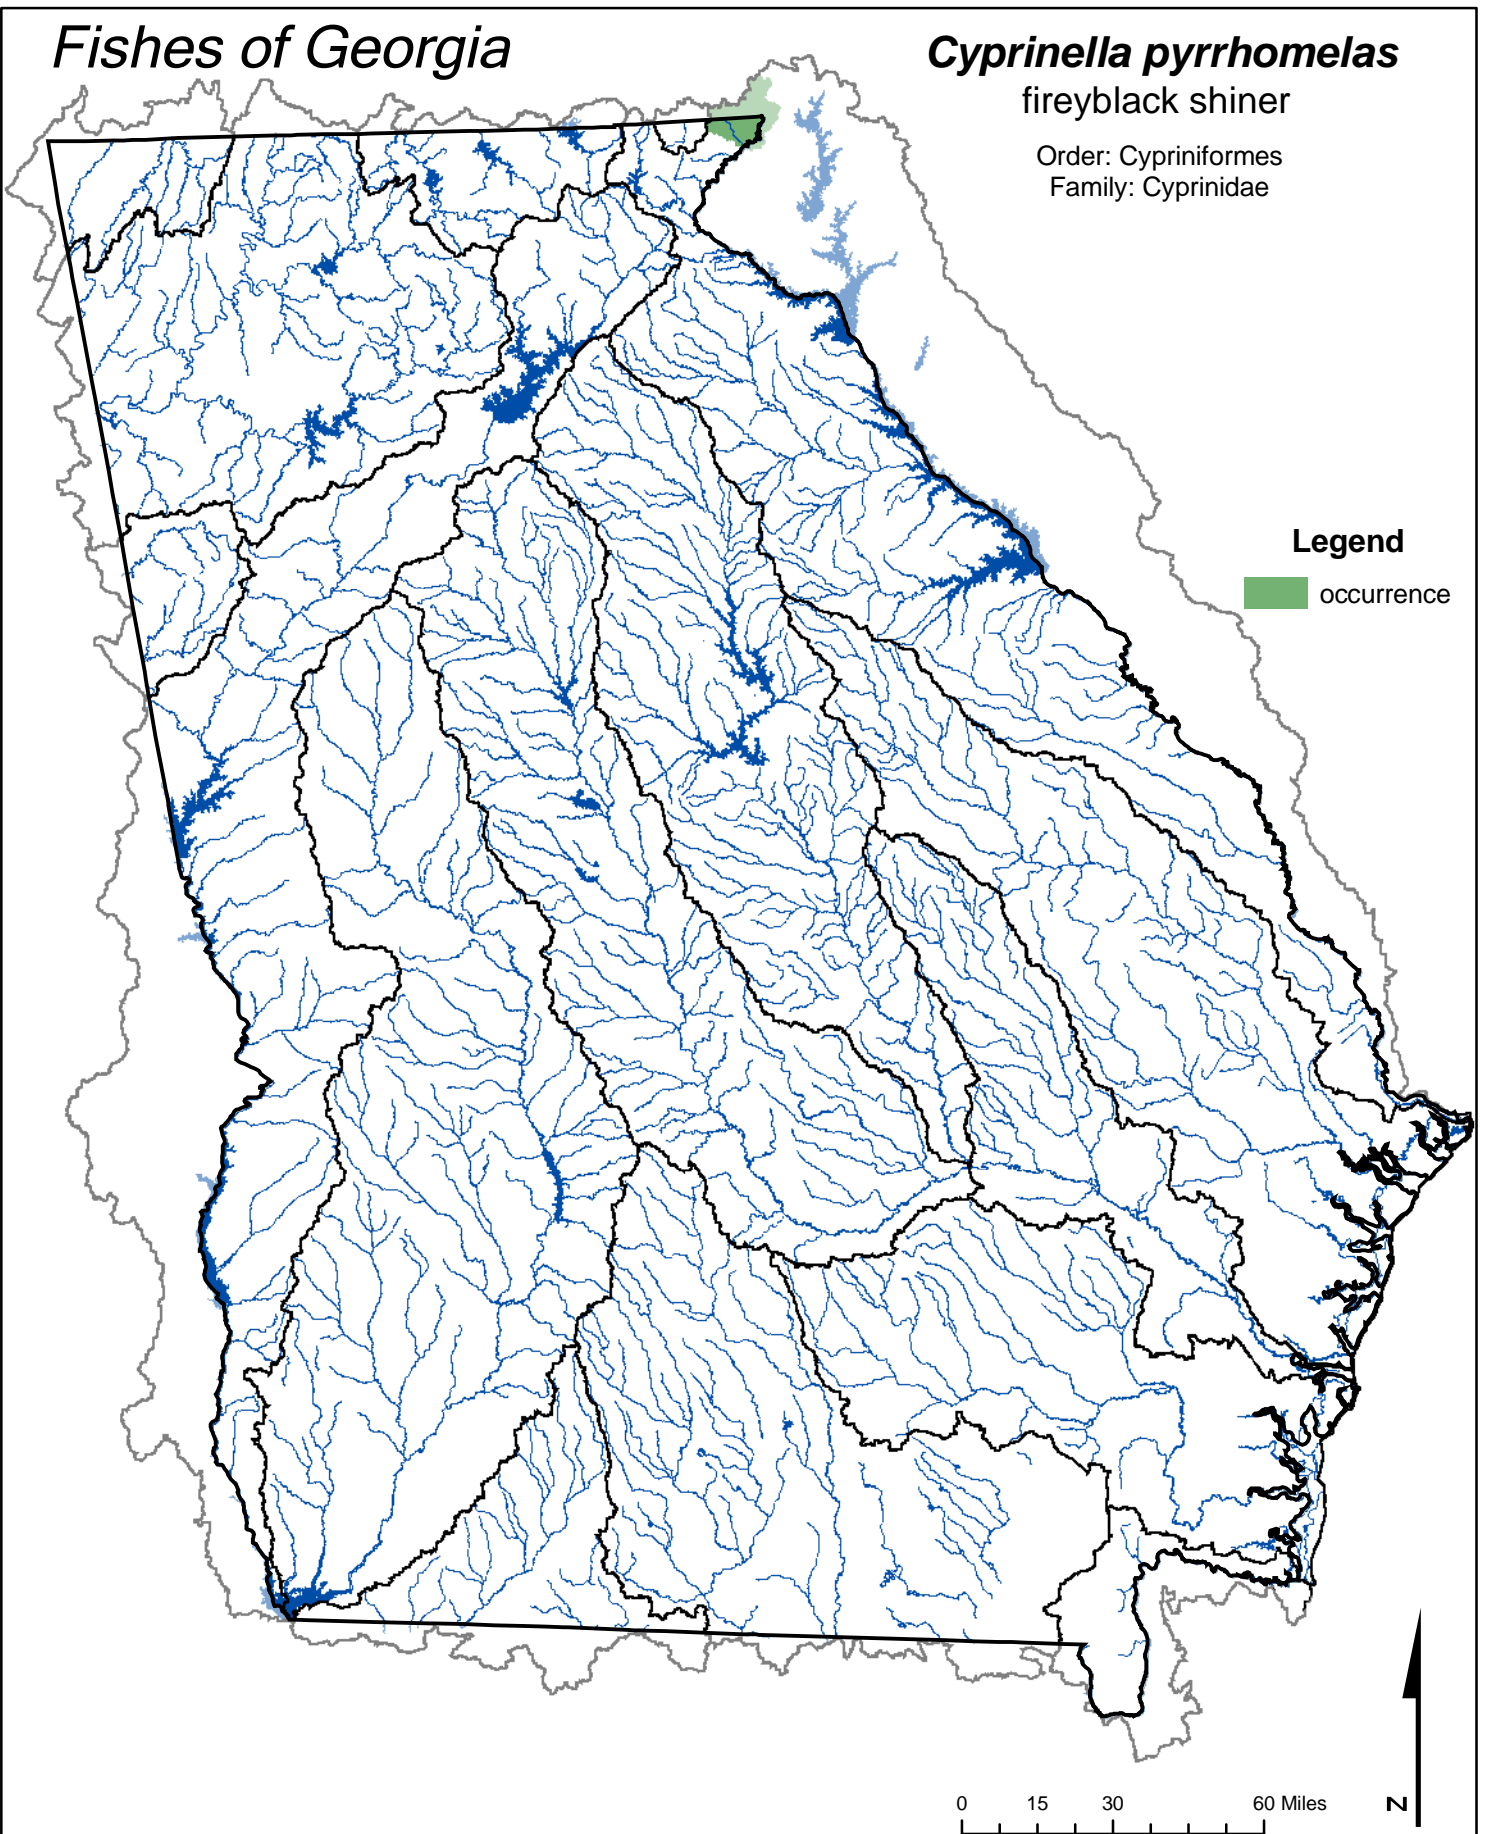 Fishes of Georgia
Cyprinella pyrrhomelas
fireyblack shiner
Order: Cypriniformes
Family: Cyprinidae
Legend
occurrence
0 15 30 60 Miles
N